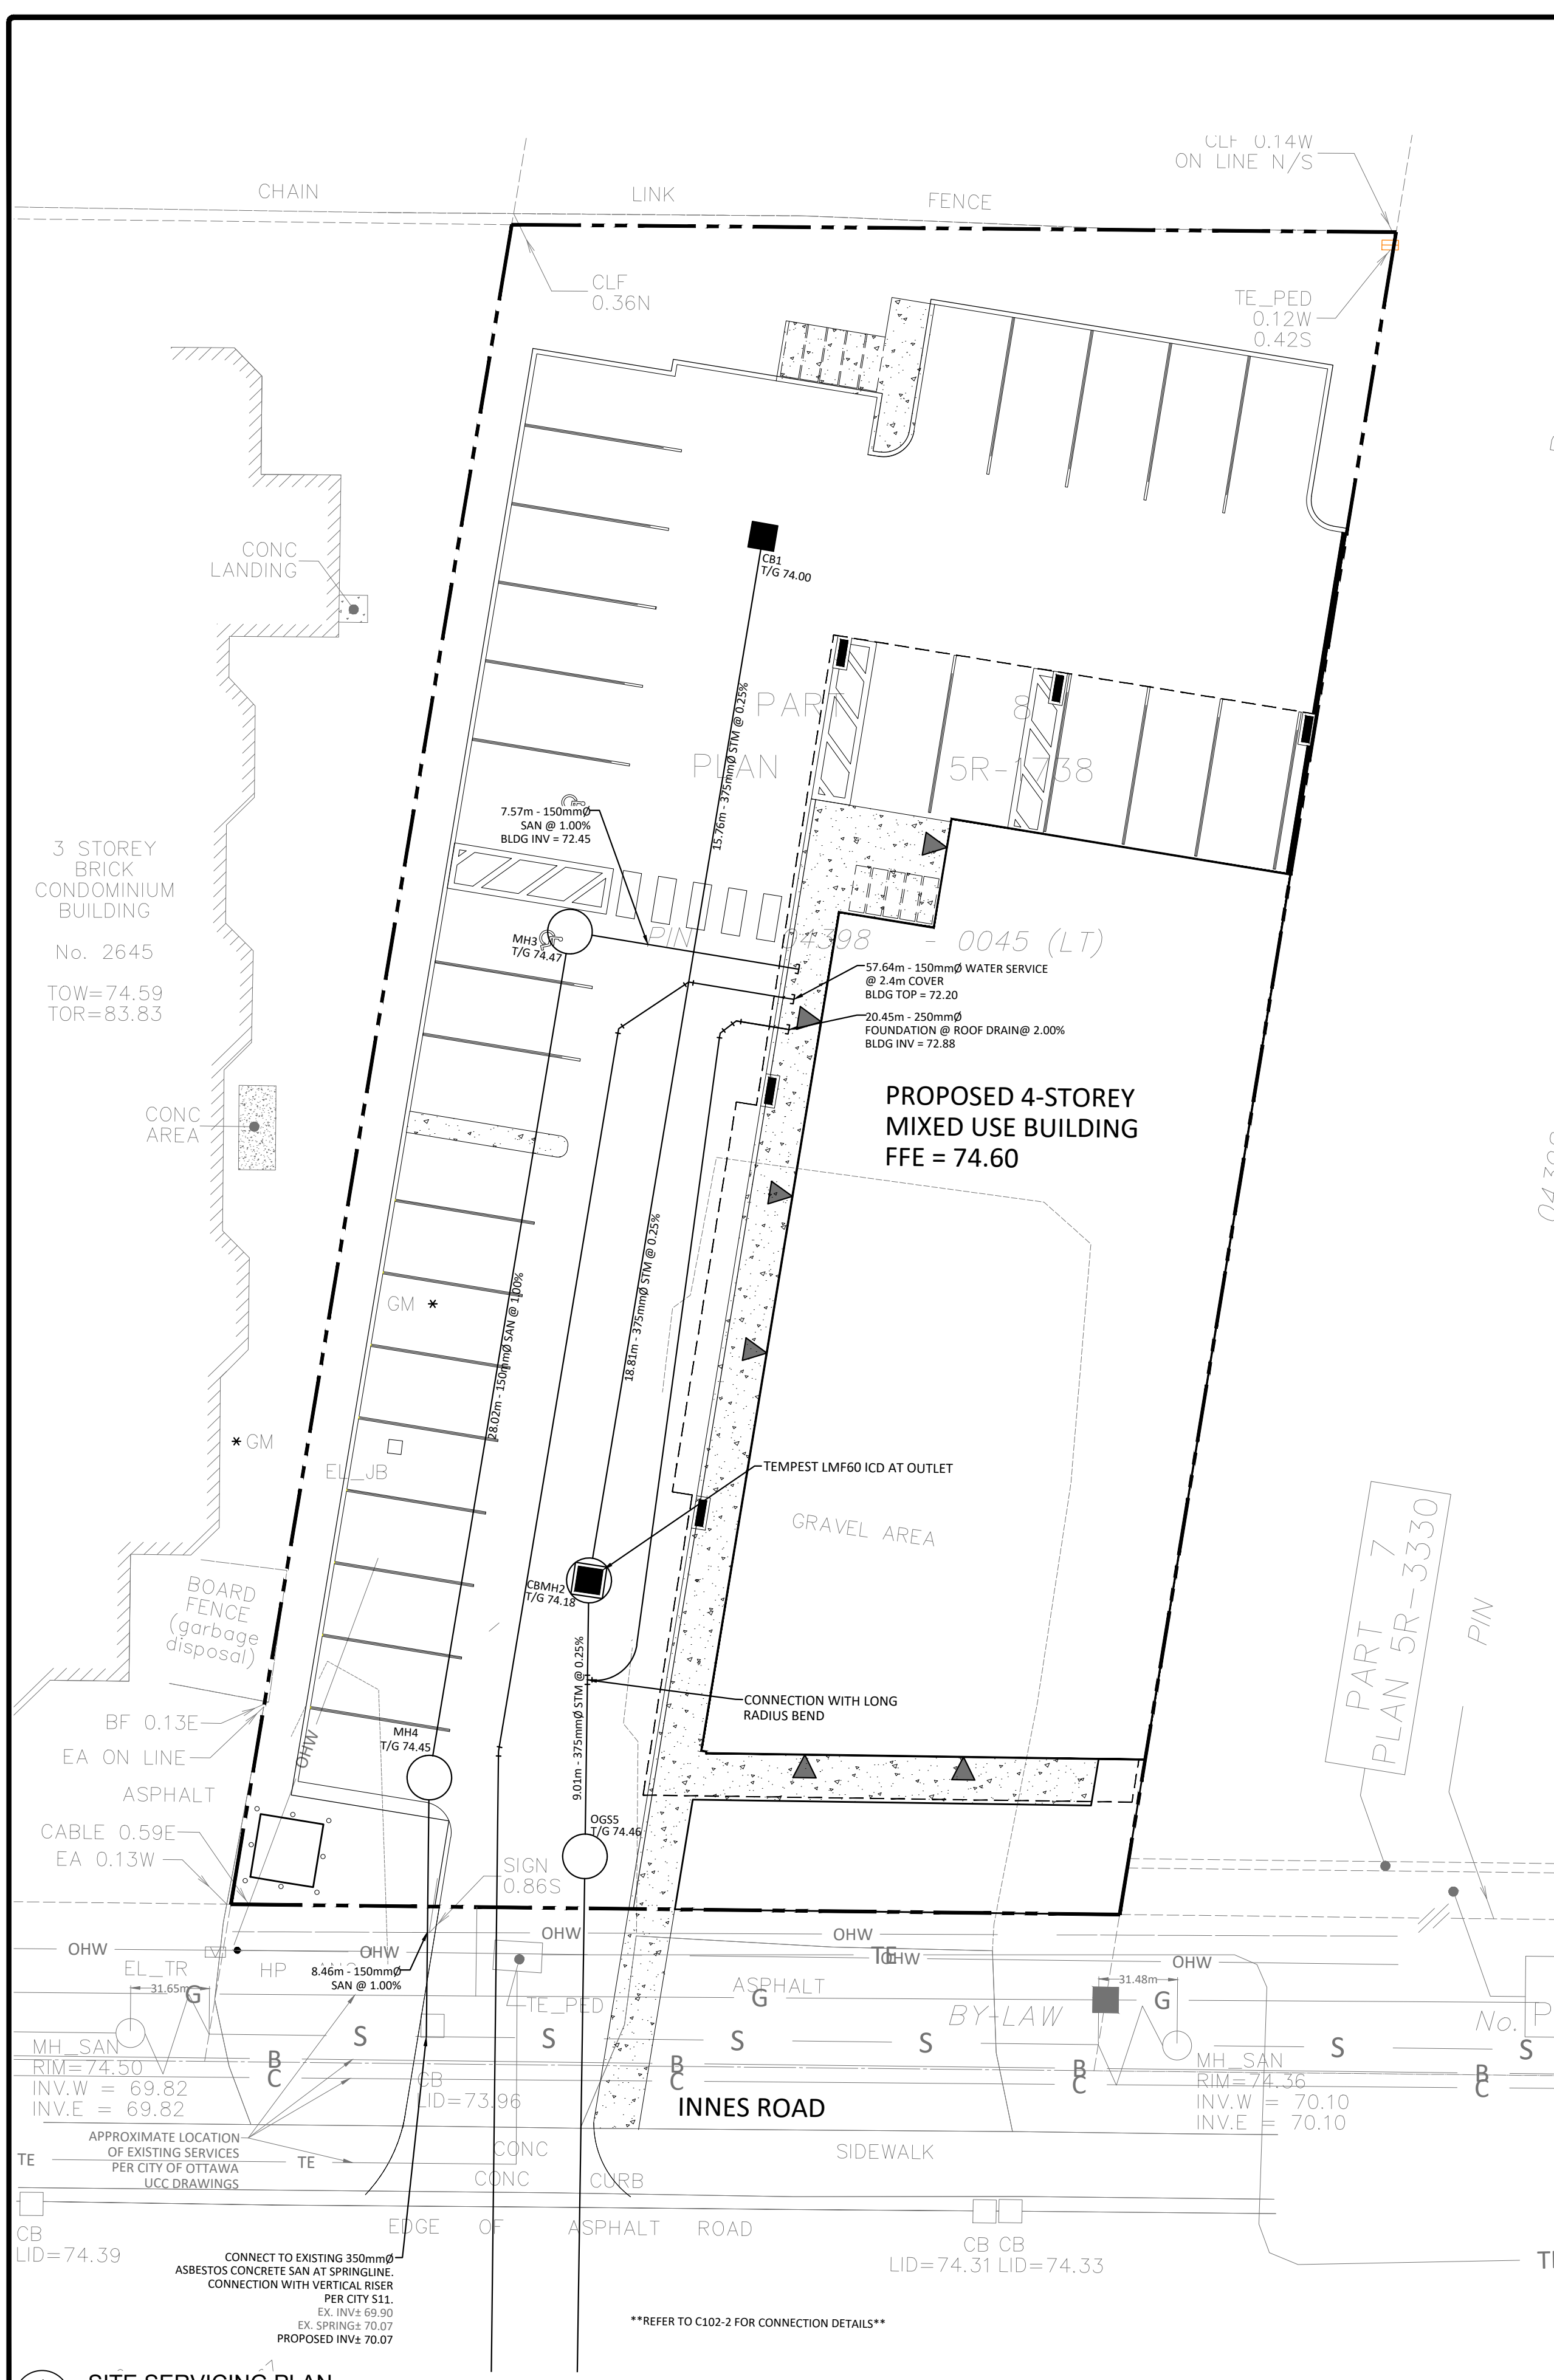 CLF 0.14W
ON LINE N/S
CHAIN LINK FENCE
CLF
0.36N
TE_PED
0.12W
0.42S
CONC
LANDING
CB1
T/G 74.00
15.76m - 375mmØ STM @ 0.25%
PART 8
PLAN 5R-1738
7.57m - 150mmØ
SAN @ 1.00%
BLDG INV = 72.45
3 STOREY
BRICK
CONDOMINIUM
BUILDING
No. 2645
TOW=74.59
TOR=83.83
MH3
T/G 74.47
PIN 04398 - 0045 (LT)
57.64m - 150mmØ WATER SERVICE
@ 2.4m COVER
BLDG TOP = 72.20
20.45m - 250mmØ
FOUNDATION @ ROOF DRAIN@ 2.00%
BLDG INV = 72.88
PROPOSED 4-STOREY
MIXED USE BUILDING
FFE = 74.60
CONC
AREA
18.81m - 375mmØ STM @ 0.25%
28.02m - 150mmØ SAN @ 1.00%
GM
GM
EL_JB
TEMPEST LMF60 ICD AT OUTLET
GRAVEL AREA
PART 7
PLAN 5R-3330
PIN
CBMH2
T/G 74.18
BOARD
FENCE
(garbage
disposal)
9.01m - 375mmØ STM @ 0.25%
CONNECTION WITH LONG
RADIUS BEND
BF 0.13E
EA ON LINE
OHW
MH4
T/G 74.45
ASPHALT
CABLE 0.59E
EA 0.13W
OGS5
T/G 74.46
SIGN
0.86S
OHW
OHW
OHW
OHW
TE
OHW
OHW
EL_TR
HP
8.46m - 150mmØ
SAN @ 1.00%
31.65m
G
TE_PED
ASPHALT
G
BY-LAW
31.48m
G
No.
P
S
S
S
S
S
S
MH_SAN
RIM=74.50
INV.W = 69.82
INV.E = 69.82
B
C
CB
LID=73.96
B
C
INNES ROAD
B
C
MH_SAN
RIM=74.36
INV.W = 70.10
INV.E = 70.10
B
C
APPROXIMATE LOCATION
OF EXISTING SERVICES
PER CITY OF OTTAWA
UCC DRAWINGS
TE
TE
CONC SIDEWALK
CONC CURB
EDGE OF ASPHALT ROAD
CB
LID=74.39
CB CB
LID=74.31 LID=74.33
CONNECT TO EXISTING 350mmØ
ASBESTOS CONCRETE SAN AT SPRINGLINE.
CONNECTION WITH VERTICAL RISER
PER CITY S11.
EX. INV± 69.90
EX. SPRING± 70.07
PROPOSED INV± 70.07
**REFER TO C102-2 FOR CONNECTION DETAILS**
SITE SERVICING PLAN